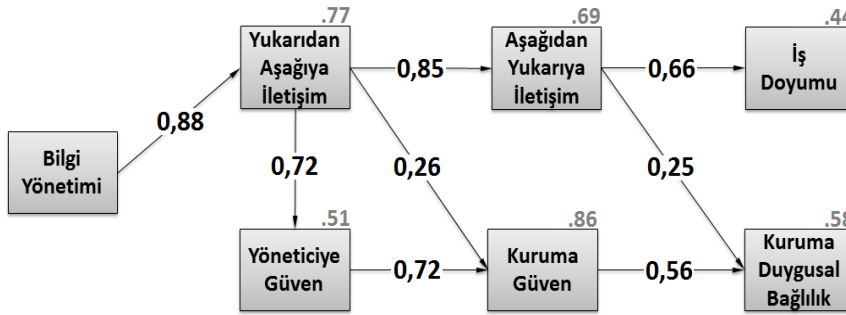 .77
.69
.44
Yukarıdan
Aşağıya
İletişim
0,85
Aşağıdan
Yukarıya
İletişim
0,66
İş
Doyumu
0,88
Bilgi
Yönetimi
0,72
0,26
0,25
.51
.86
.58
Yöneticiye
Güven
0,72
Kuruma
Güven
0,56
Kuruma
Duygusal
Bağlılık